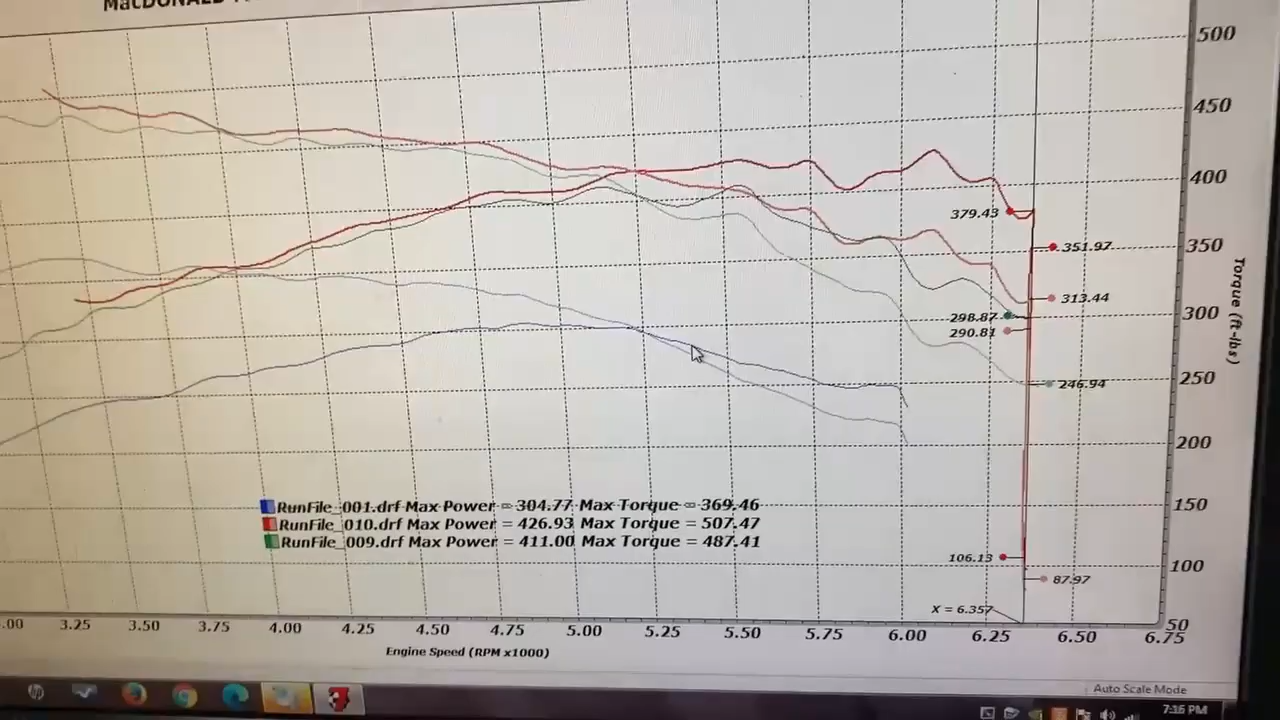 MacDONALD
500
450
400
379.43
351.97
350
313.44
298.87
300
290.81
Torque (ft-lbs)
246.94
250
200
RunFile_001.drf Max Power = 304.77 Max Torque = 369.46
150
RunFile_010.drf Max Power = 426.93 Max Torque = 507.47
RunFile_009.drf Max Power = 411.00 Max Torque = 487.41
106.13
100
87.97
X = 6.357
50
.00 3.25 3.50 3.75 4.00 4.25 4.50 4.75 5.00 5.25 5.50 5.75 6.00 6.25 6.50 6.75
Engine Speed (RPM x1000)
Auto Scale Mode
hp
7:16 PM